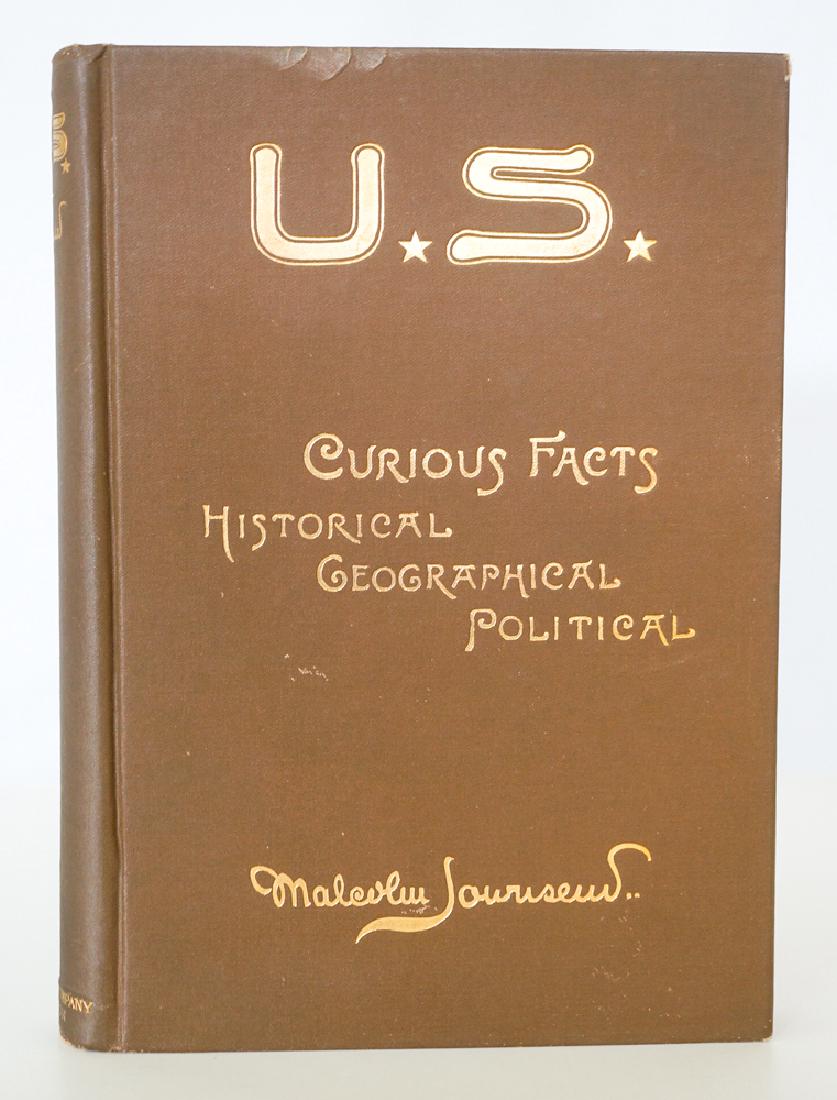 U.S.
CURIOUS FACTS
HISTORICAL
GEOGRAPHICAL
POLITICAL
Malcolm Townsend..